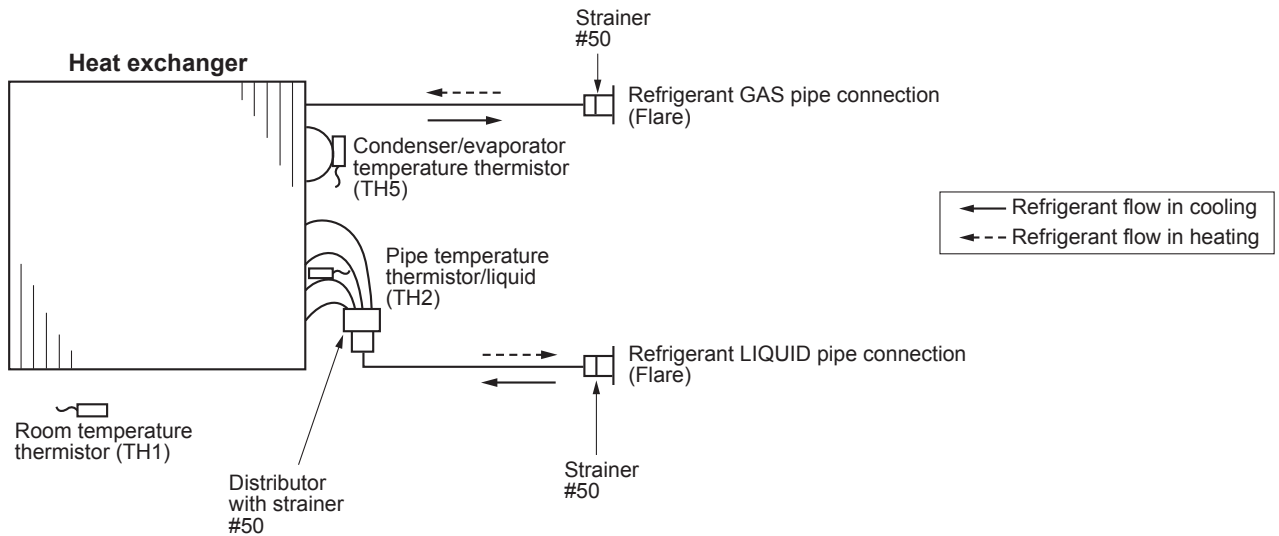 Strainer
#50
Heat exchanger
Refrigerant GAS pipe connection
(Flare)
Condenser/evaporator
temperature thermistor
(TH5)
Refrigerant flow in cooling
Refrigerant flow in heating
Pipe temperature
thermistor/liquid
(TH2)
Refrigerant LIQUID pipe connection
(Flare)
Room temperature
thermistor (TH1)
Distributor
with strainer
#50
Strainer
#50